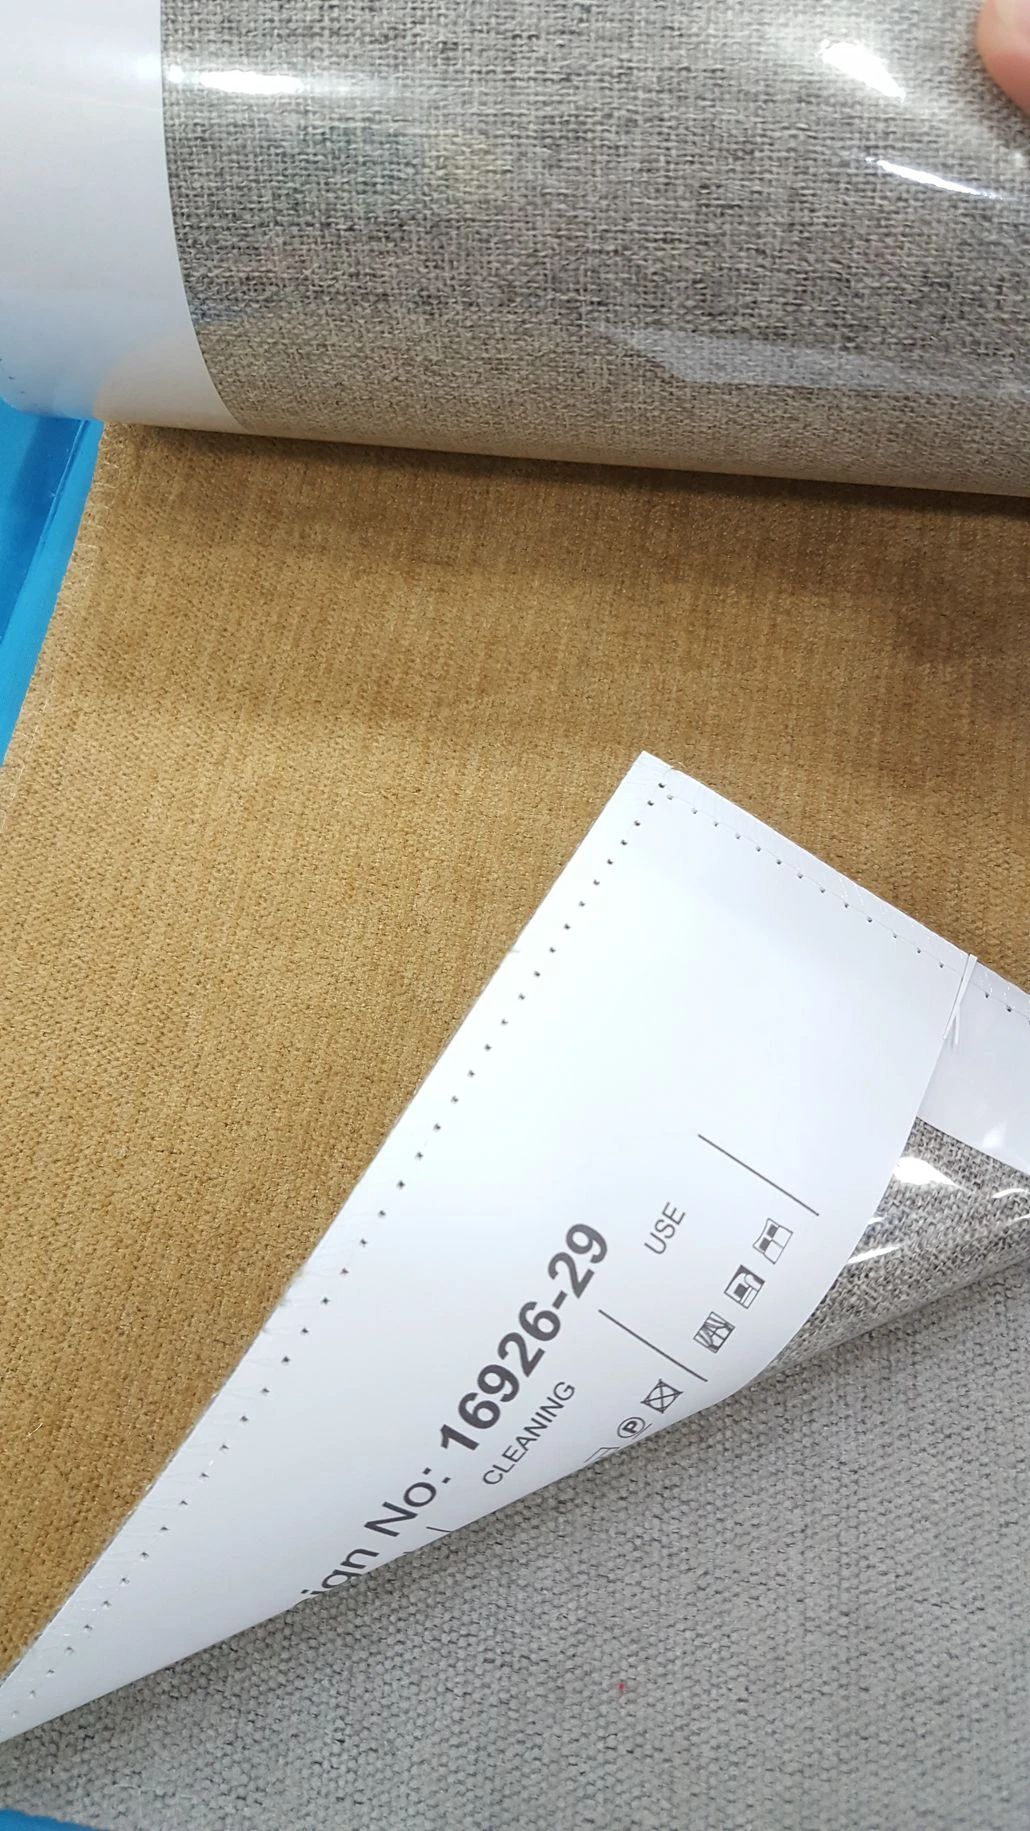 ign No: 16926-29
CLEANING
USE
P